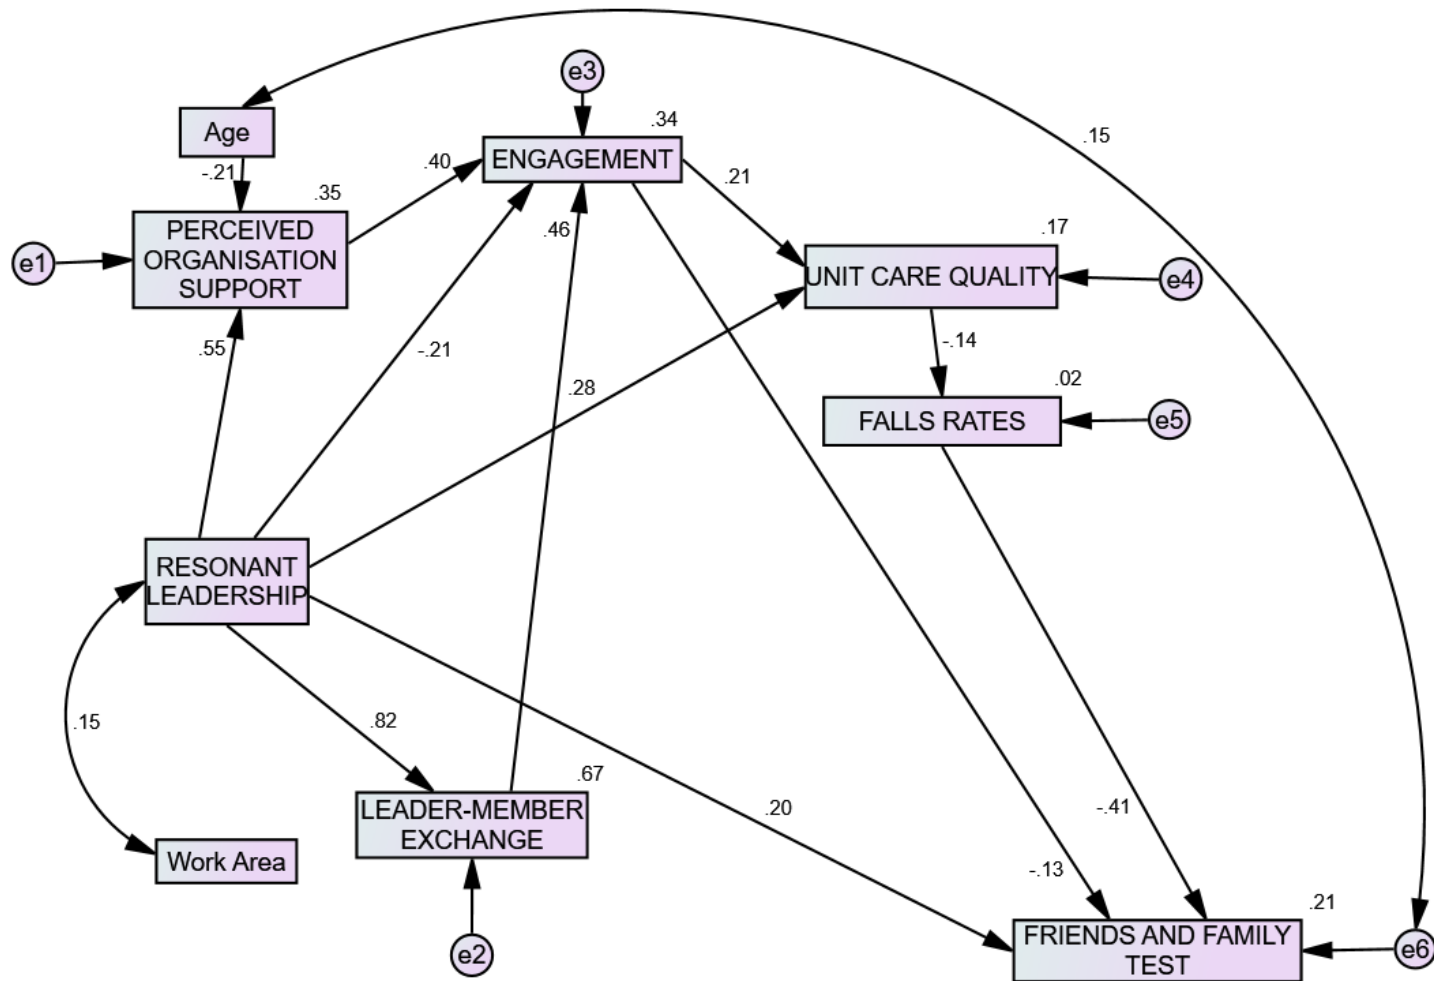 e3
.34
Age
ENGAGEMENT
.15
-.21
.40
.21
.35
PERCEIVED
ORGANISATION
SUPPORT
e1
.46
.17
UNIT CARE QUALITY
e4
.55
-.21
-.14
.28
.02
FALLS RATES
e5
RESONANT
LEADERSHIP
.15
.82
.67
LEADER-MEMBER
EXCHANGE
.20
-.41
Work Area
-.13
.21
FRIENDS AND FAMILY
TEST
e2
e6